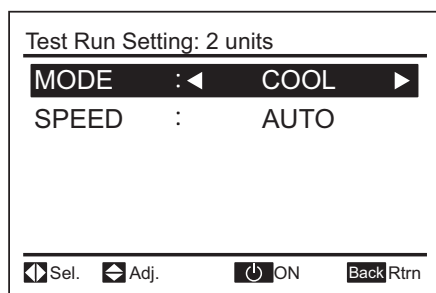 Test Run Setting: 2 units
MODE : ◀ COOL ▶
SPEED : AUTO
Sel. Adj. ON Back Rtrn